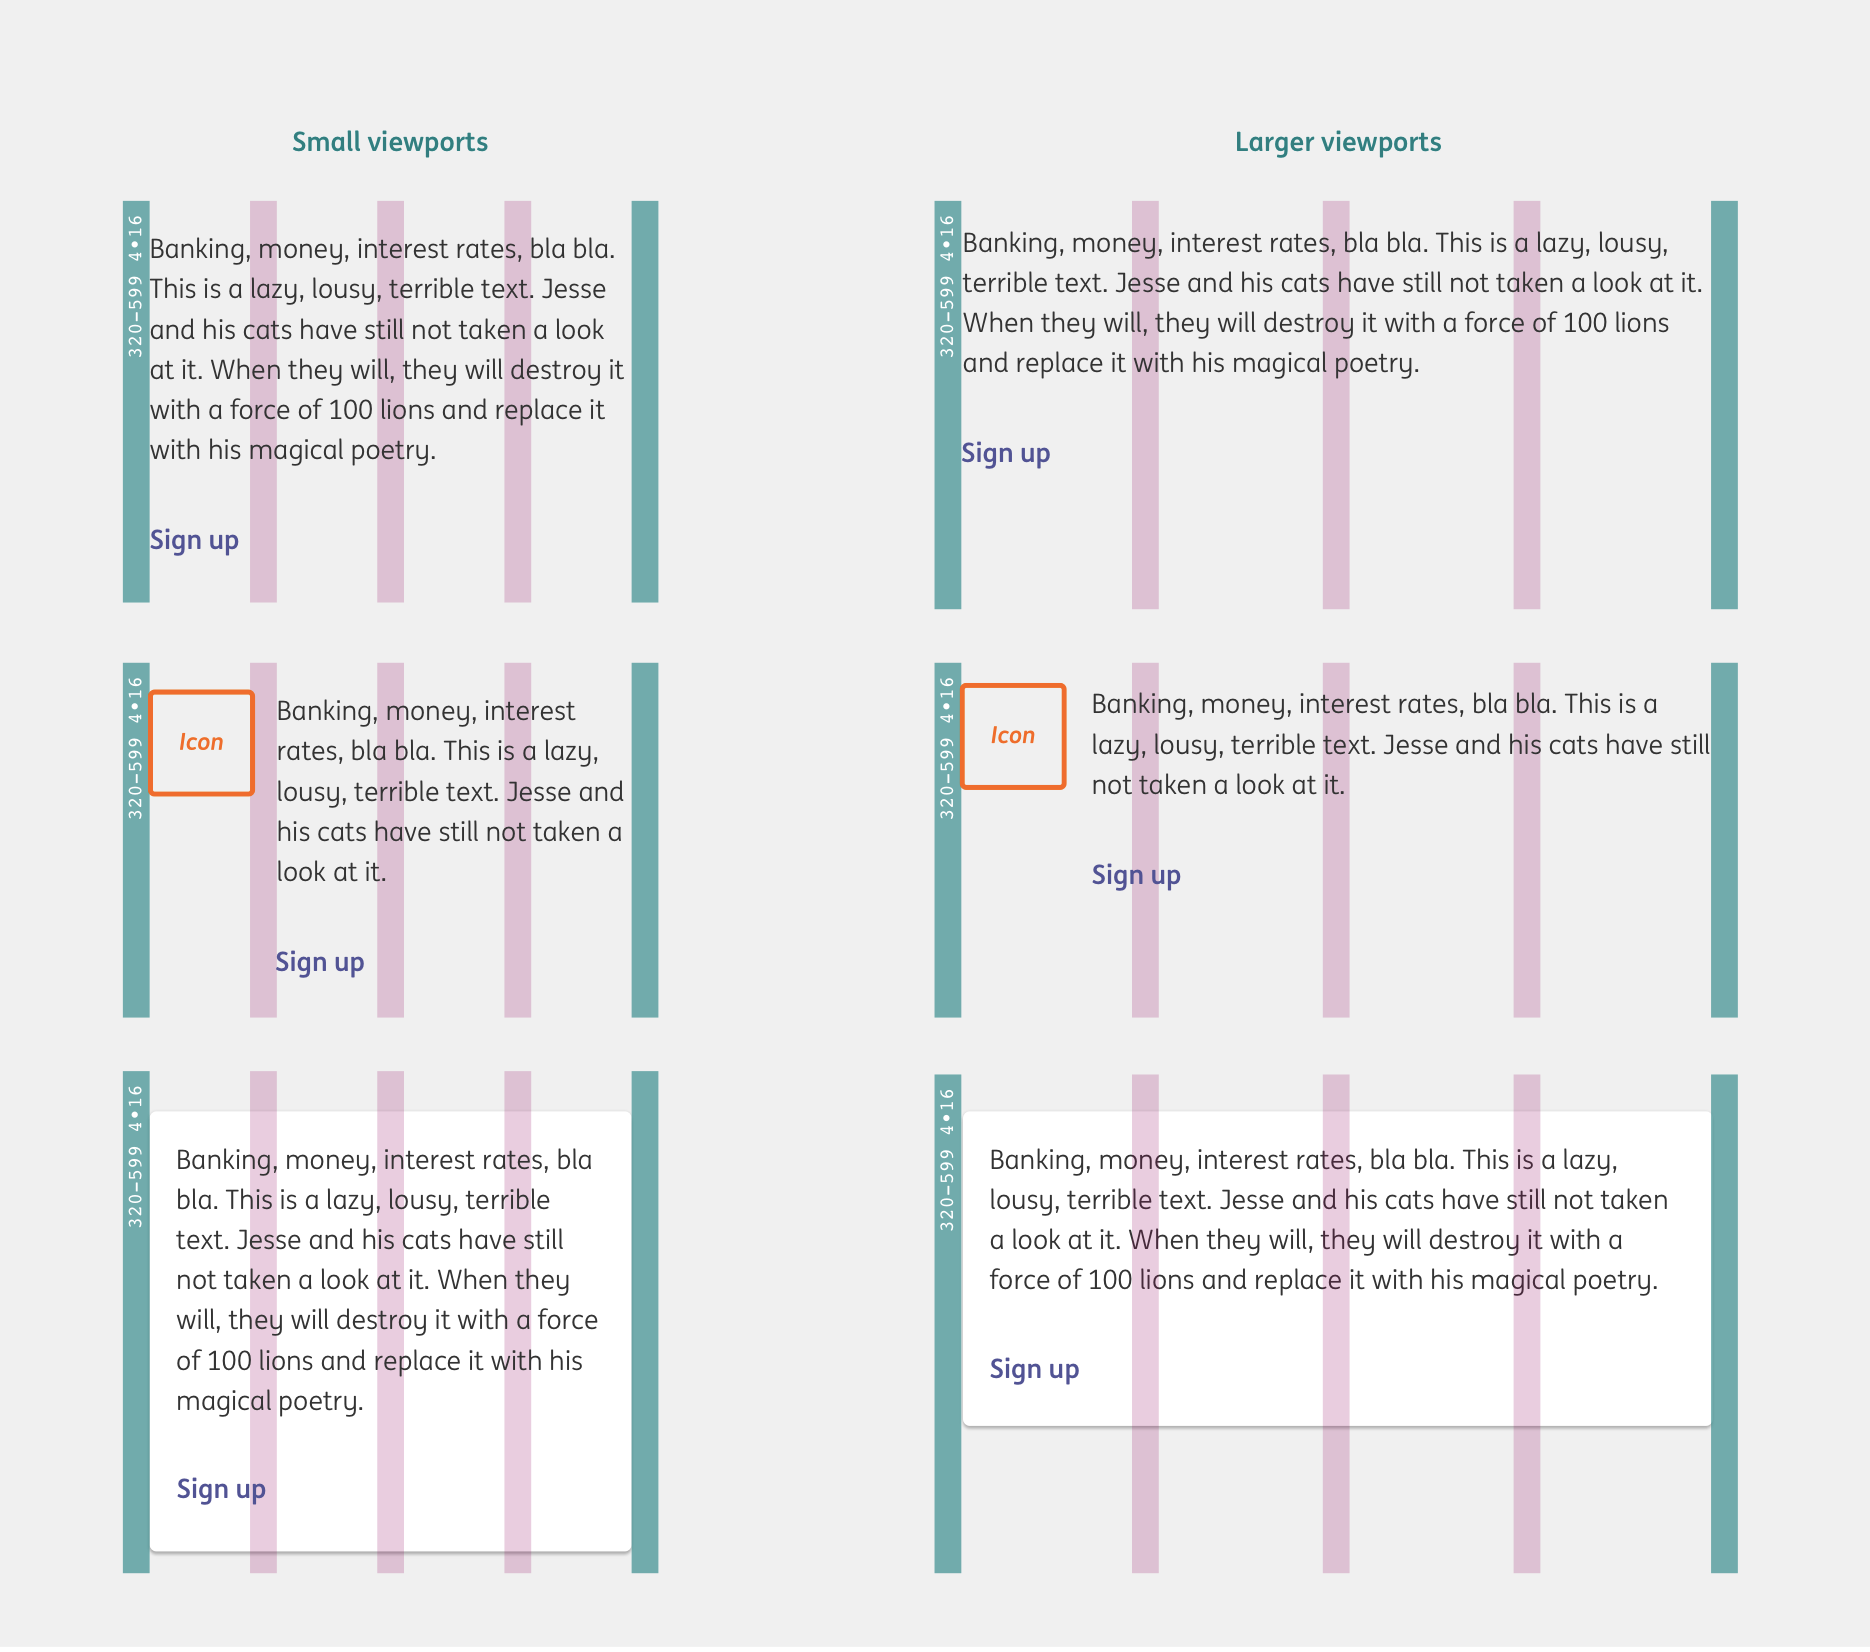 Small viewports
320–599 4•16
Banking, money, interest rates, bla bla.
This is a lazy, lousy, terrible text. Jesse
and his cats have still not taken a look
at it. When they will, they will destroy it
with a force of 100 lions and replace it
with his magical poetry.
Sign up
320–599 4•16
Icon
Banking, money, interest
rates, bla bla. This is a lazy,
lousy, terrible text. Jesse and
his cats have still not taken a
look at it.
Sign up
320–599 4•16
Banking, money, interest rates, bla
bla. This is a lazy, lousy, terrible
text. Jesse and his cats have still
not taken a look at it. When they
will, they will destroy it with a force
of 100 lions and replace it with his
magical poetry.
Sign up
Larger viewports
320–599 4•16
Banking, money, interest rates, bla bla. This is a lazy, lousy,
terrible text. Jesse and his cats have still not taken a look at it.
When they will, they will destroy it with a force of 100 lions
and replace it with his magical poetry.
Sign up
320–599 4•16
Icon
Banking, money, interest rates, bla bla. This is a
lazy, lousy, terrible text. Jesse and his cats have still
not taken a look at it.
Sign up
320–599 4•16
Banking, money, interest rates, bla bla. This is a lazy,
lousy, terrible text. Jesse and his cats have still not taken
a look at it. When they will, they will destroy it with a
force of 100 lions and replace it with his magical poetry.
Sign up